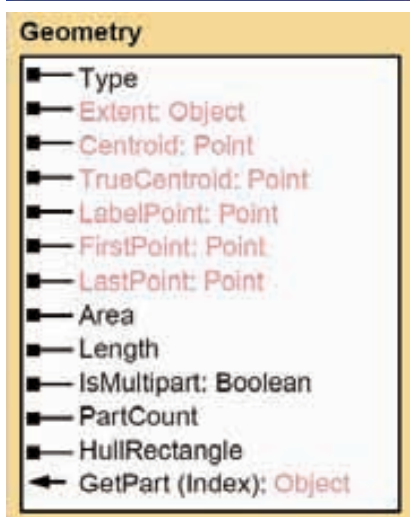 Geometry
Type
Extent: Object
Centroid: Point
TrueCentroid: Point
LabelPoint: Point
FirstPoint: Point
LastPoint: Point
Area
Length
IsMultipart: Boolean
PartCount
HullRectangle
GetPart (Index): Object